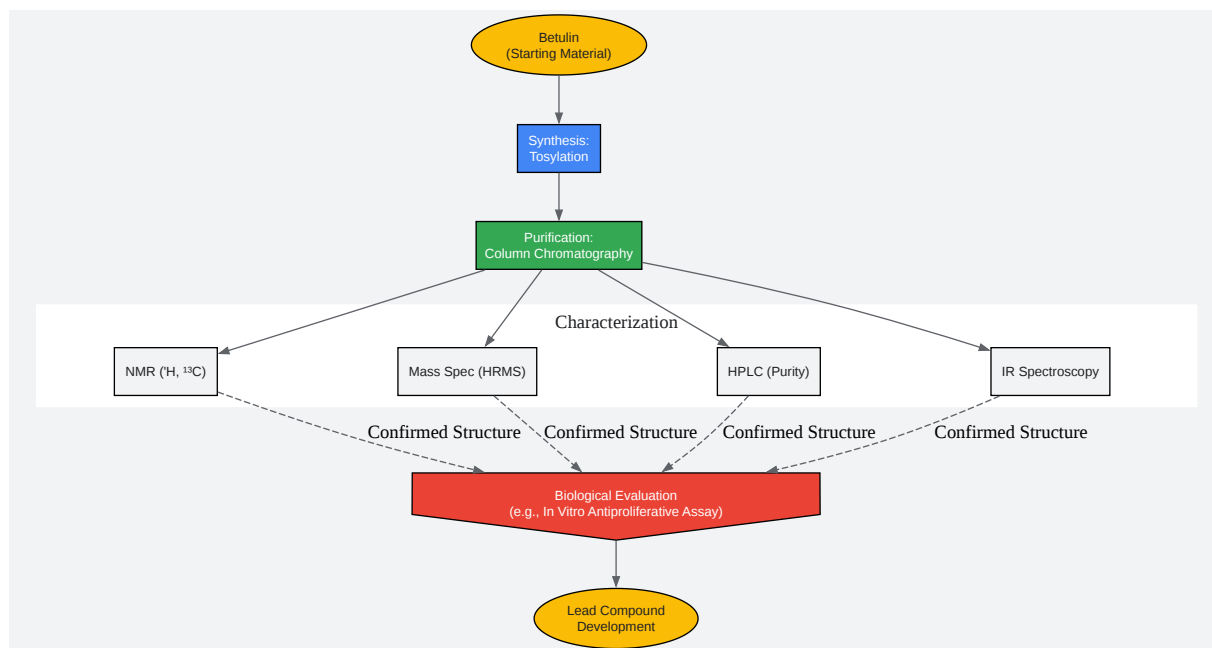 Betulin
(Starting Material)
Synthesis:
Tosylation
Purification:
Column Chromatography
Characterization
NMR ('H, ¹³C)
Mass Spec (HRMS)
HPLC (Purity)
IR Spectroscopy
Confirmed Structure
Confirmed Structure
Confirmed Structure
Confirmed Structure
Biological Evaluation
(e.g., In Vitro Antiproliferative Assay)
Lead Compound
Development